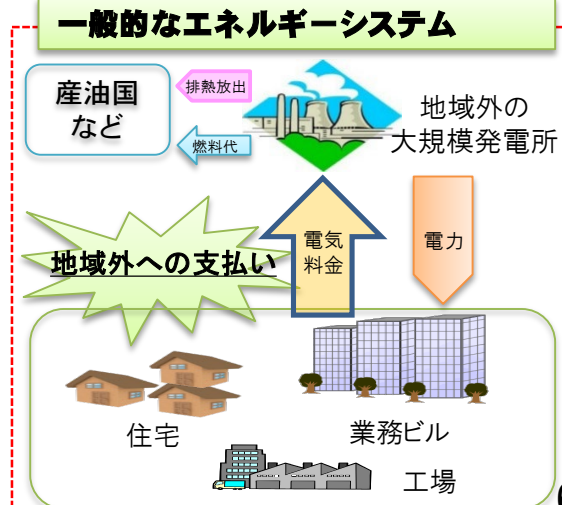 一般的なエネルギーシステム
産油国
など
排熱放出
燃料代
地域外の
大規模発電所
地域外への支払い
電気
料金
電力
住宅
業務ビル
工場